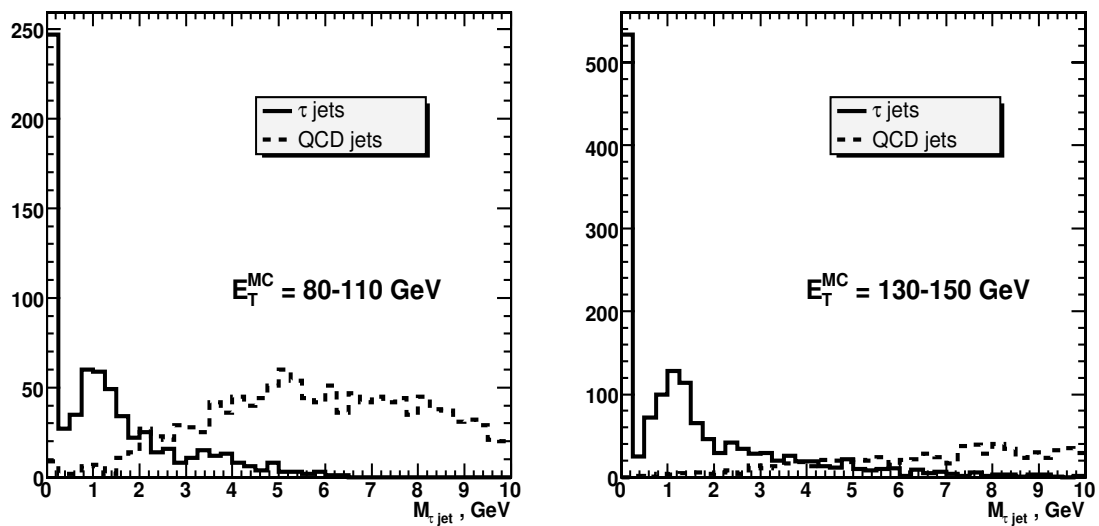 250
200
150
100
50
0
τ jets
QCD jets
E_T^MC = 80-110 GeV
0 1 2 3 4 5 6 7 8 9 10
M_τ jet , GeV
500
400
300
200
100
0
τ jets
QCD jets
E_T^MC = 130-150 GeV
0 1 2 3 4 5 6 7 8 9 10
M_τ jet , GeV